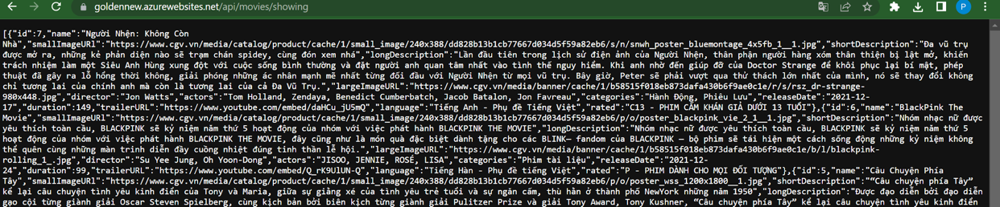 goldennew.azurewebsites.net/api/movies/showing
P
[{"id":7,"name":"Người Nhện: Không Còn
Nhà","smallImageURL":"https://www.cgv.vn/media/catalog/product/cache/1/small_image/240x388/dd828b13b1cb77667d034d5f59a82eb6/s/n/snwh_poster_bluemontage_4x5fb_1__1.jpg","shortDescription":"Đa vũ trụ
được mở ra, những kẻ phản diện nào sẽ trạm chán spidey, cùng đón xem nhá","longDescription":"Lần đầu tiên trong lịch sử điện ảnh của Người Nhện, thân phận người hàng xóm thân thiện bị lật mở, khiến
trách nhiệm làm một Siêu Anh Hùng xung đột với cuộc sống bình thường và đặt người anh quan tâm nhất vào tình thế nguy hiểm. Khi anh nhờ đến giúp đỡ của Doctor Strange để khôi phục lại bí mật, phép
thuật đã gây ra lỗ hổng thời không, giải phóng những ác nhân mạnh mẽ nhất từng đối đầu với Người Nhện từ mọi vũ trụ. Bây giờ, Peter sẽ phải vượt qua thử thách lớn nhất của mình, nó sẽ thay đổi không
chỉ tương lai của chính anh mà còn là tương lai của cả Đa Vũ Trụ.","largeImageURL":"https://www.cgv.vn/media/banner/cache/1/b58515f018eb873dafa430b6f9ae0c1e/r/s/rsz_dr-strange-
980x448.jpg","director":"Jon Watts","actors":"Tom Holland, Zendaya, Benedict Cumberbatch, Jacob Batalon, Jon Favreau","categories":"Hành Động, Phiêu Lưu","releaseDate":"2021-12-
17","duration":149,"trailerURL":"https://www.youtube.com/embed/daHCu_jU5mQ","language":"Tiếng Anh - Phụ đề Tiếng Việt","rated":"C13 - PHIM CẤM KHÁN GIẢ DƯỚI 13 TUỔI"},{"id":6,"name":"BlackPink The
Movie","smallImageURL":"https://www.cgv.vn/media/catalog/product/cache/1/small_image/240x388/dd828b13b1cb77667d034d5f59a82eb6/p/o/poster_blackpink_vie_2_1__1.jpg","shortDescription":"Nhóm nhạc nữ được
yêu thích toàn cầu, BLACKPINK sẽ kỷ niệm năm thứ 5 hoạt động của nhóm với việc phát hành BLACKPINK THE MOVIE","longDescription":"Nhóm nhạc nữ được yêu thích toàn cầu, BLACKPINK sẽ kỷ niệm năm thứ 5
hoạt động của nhóm với việc phát hành BLACKPINK THE MOVIE, đây cũng như là món quà đặc biệt dành tặng cho các BLINK— fandom của BLACKPINK — bộ phim sẽ tái hiện một cách sống động những kỷ niệm không
thể quên cùng những màn trình diễn đầy cuồng nhiệt đúng tinh thần lễ hội.","largeImageURL":"https://www.cgv.vn/media/banner/cache/1/b58515f018eb873dafa430b6f9ae0c1e/b/l/blackpink-
rolling_1_.jpg","director":"Su Yee Jung, Oh Yoon-Dong","actors":"JISOO, JENNIE, ROSÉ, LISA","categories":"Phim tài liệu","releaseDate":"2021-12-
24","duration":99,"trailerURL":"https://www.youtube.com/embed/Q_rK9UlUN-Q","language":"Tiếng Hàn - Phụ đề tiếng Việt","rated":"P - PHIM DÀNH CHO MỌI ĐỐI TƯỢNG"},{"id":5,"name":"Câu Chuyện Phía
Tây","smallImageURL":"https://www.cgv.vn/media/catalog/product/cache/1/small_image/240x388/dd828b13b1cb77667d034d5f59a82eb6/p/o/poster_wss_1200x1800__1.jpg","shortDescription":"“Câu chuyện phía Tây”
kể lại câu chuyện tình yêu kinh điển của Tony và Maria, giữa sự giằng xé của tình yêu trẻ tuổi và sự ngăn cấm, thù hằn ở thành phố NewYork những năm 1950","longDescription":"Được đạo diễn bởi đạo diễn
gạo cội từng giành giải Oscar Steven Spielberg, cùng kịch bản bởi biên kịch từng giành giải Pulitzer Prize và giải Tony Award, Tony Kushner, “Câu chuyện phía Tây” kể lại câu chuyện tình yêu kinh điển